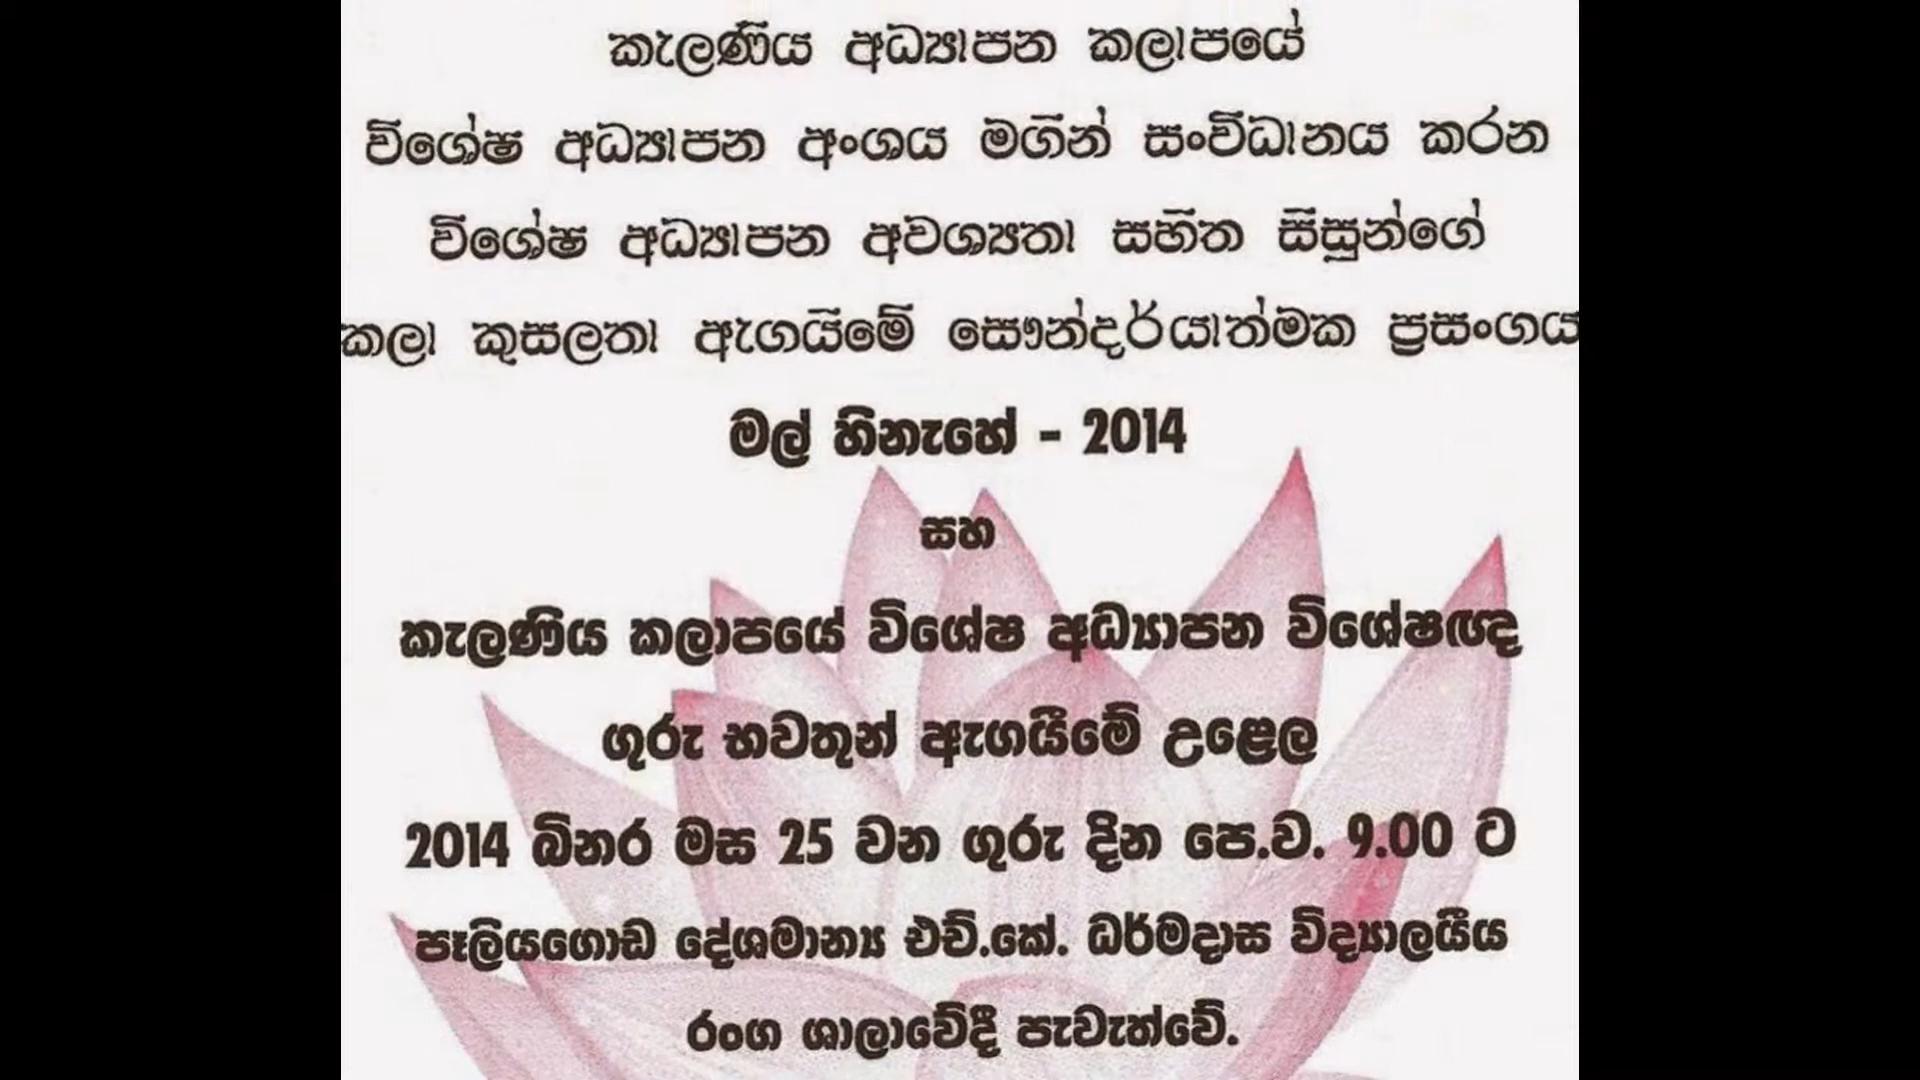 කැලණිය අධ්‍යාපන කලාපයේ
විශේෂ අධ්‍යාපන අංශය මගින් සංවිධානය කරන
විශේෂ අධ්‍යාපන අවශ්‍යතා සහිත සිසුන්ගේ
කලා කුසලතා ඇගයීමේ සෞන්දර්යාත්මක ප්‍රසංගය
මල් හිනැහේ - 2014
සහ
කැලණිය කලාපයේ විශේෂ අධ්‍යාපන විශේෂඥ
ගුරු භවතුන් ඇගයීමේ උළෙල
2014 බිනර මස 25 වන ගුරු දින පෙ.ව. 9.00 ට
පෑලියගොඩ දේශමාන්‍ය එච්.කේ. ධර්මදාස විද්‍යාලයීය
රංග ශාලාවේදී පැවැත්වේ.